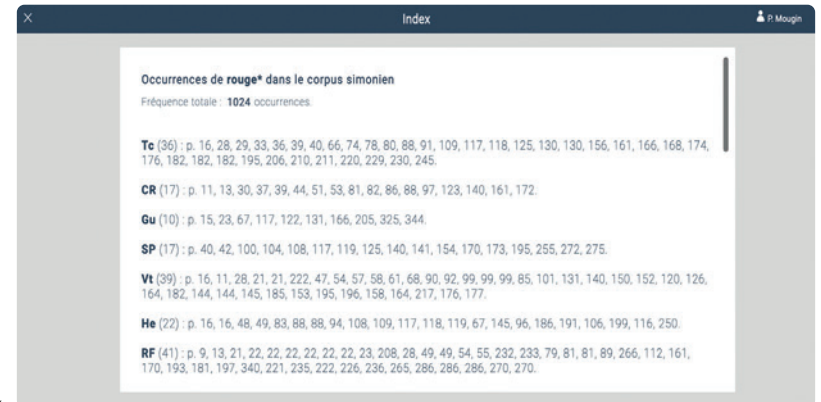 × Index P. Mougin
Occurrences de rouge* dans le corpus simonien
Fréquence totale : 1024 occurrences.
Tc (36) : p. 16, 28, 29, 33, 36, 39, 40, 66, 74, 78, 80, 88, 91, 109, 117, 118, 125, 130, 130, 156, 161, 166, 168, 174,
176, 182, 182, 182, 195, 206, 210, 211, 220, 229, 230, 245.
CR (17) : p. 11, 13, 30, 37, 39, 44, 51, 53, 81, 82, 86, 88, 97, 123, 140, 161, 172.
Gu (10) : p. 15, 23, 67, 117, 122, 131, 166, 205, 325, 344.
SP (17) : p. 40, 42, 100, 104, 108, 117, 119, 125, 140, 141, 154, 170, 173, 195, 255, 272, 275.
Vt (39) : p. 16, 11, 28, 21, 21, 222, 47, 54, 57, 58, 61, 68, 90, 92, 99, 99, 99, 85, 101, 131, 140, 150, 152, 120, 126,
164, 182, 144, 144, 145, 185, 153, 195, 196, 158, 164, 217, 176, 177.
He (22) : p. 16, 16, 48, 49, 83, 88, 88, 94, 108, 109, 117, 118, 119, 67, 145, 96, 186, 191, 106, 199, 116, 250.
RF (41) : p. 9, 13, 21, 22, 22, 22, 22, 22, 22, 23, 208, 28, 49, 49, 54, 55, 232, 233, 79, 81, 81, 89, 266, 112, 161,
170, 193, 181, 197, 340, 221, 235, 222, 226, 236, 265, 286, 286, 286, 270, 270.